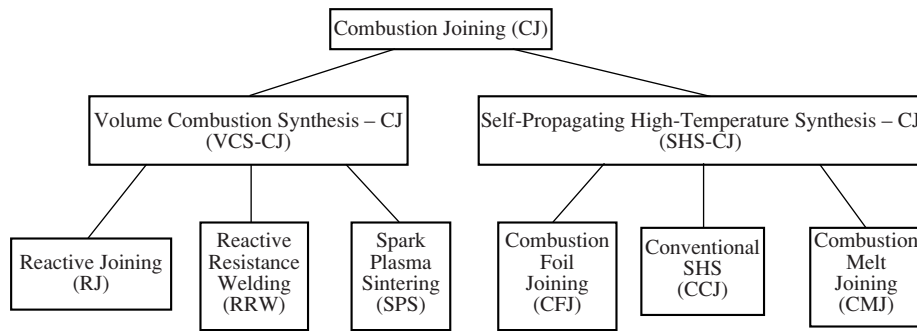 Combustion Joining (CJ)
Volume Combustion Synthesis – CJ
(VCS-CJ)
Self-Propagating High-Temperature Synthesis – CJ
(SHS-CJ)
Reactive Joining
(RJ)
Reactive
Resistance
Welding
(RRW)
Spark
Plasma
Sintering
(SPS)
Combustion
Foil
Joining
(CFJ)
Conventional
SHS
(CCJ)
Combustion
Melt
Joining
(CMJ)